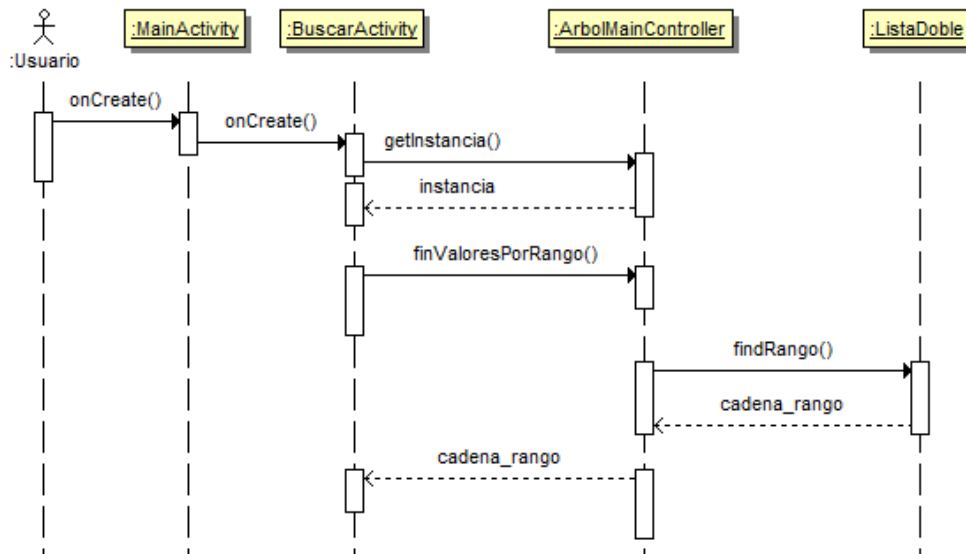 :MainActivity
:BuscarActivity
:ArbolMainController
:ListaDoble
:Usuario
onCreate()
onCreate()
getInstancia()
instancia
finValoresPorRango()
findRango()
cadena_rango
cadena_rango